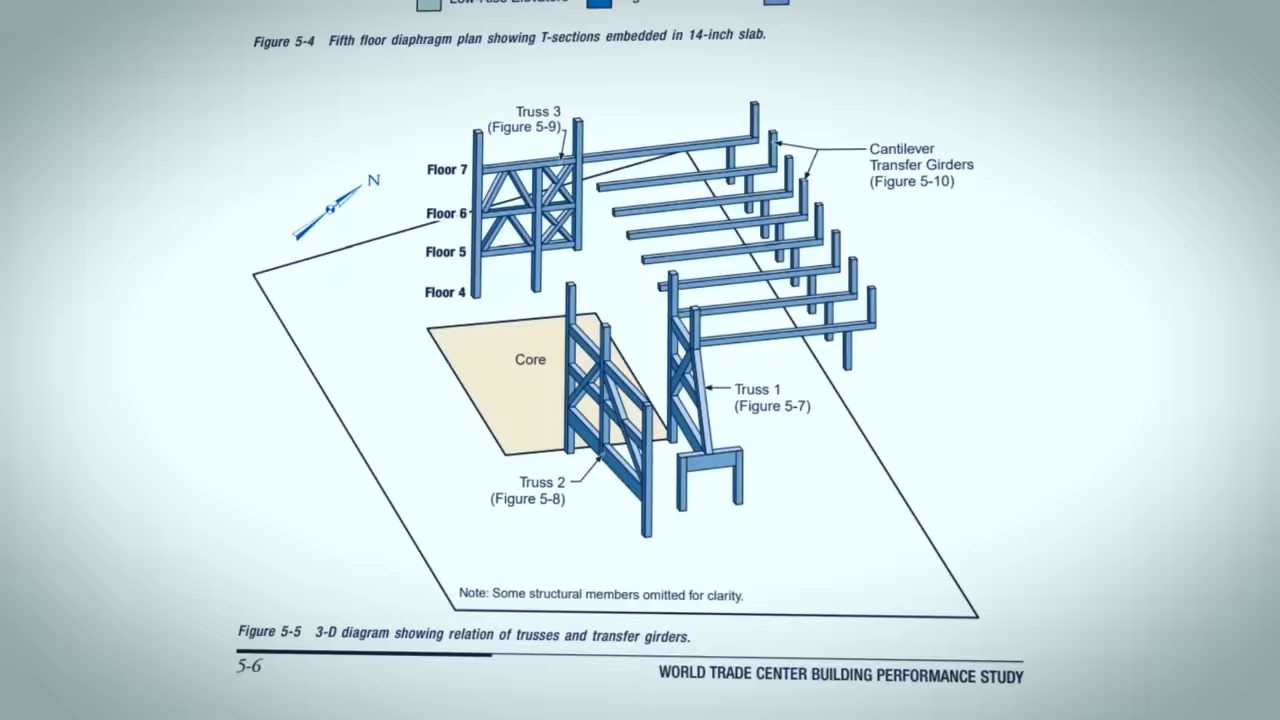 Figure 5-4 Fifth floor diaphragm plan showing T-sections embedded in 14-inch slab.
Truss 3
(Figure 5-9)
Cantilever
Transfer Girders
(Figure 5-10)
N
Floor 7
Floor 6
Floor 5
Floor 4
Core
Truss 1
(Figure 5-7)
Truss 2
(Figure 5-8)
Note: Some structural members omitted for clarity.
Figure 5-5 3-D diagram showing relation of trusses and transfer girders.
5-6
WORLD TRADE CENTER BUILDING PERFORMANCE STUDY